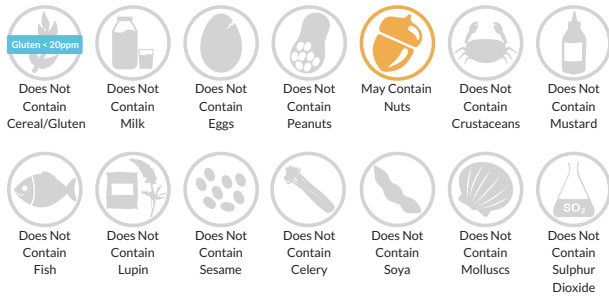 Gluten < 20ppm
Does Not
Contain
Cereal/Gluten
Does Not
Contain
Milk
Does Not
Contain
Eggs
Does Not
Contain
Peanuts
May Contain
Nuts
Does Not
Contain
Crustaceans
Does Not
Contain
Mustard
SO₂
Does Not
Contain
Fish
Does Not
Contain
Lupin
Does Not
Contain
Sesame
Does Not
Contain
Celery
Does Not
Contain
Soya
Does Not
Contain
Molluscs
Does Not
Contain
Sulphur
Dioxide